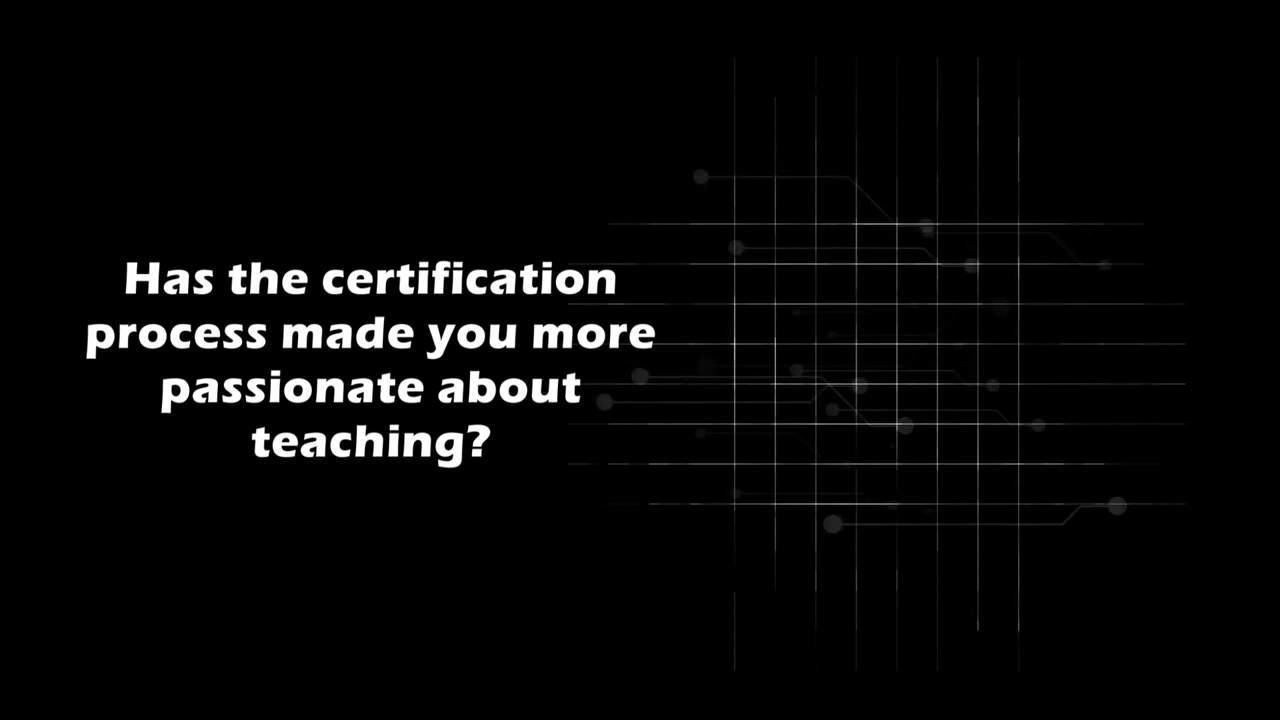 Has the certification
process made you more
passionate about
teaching?